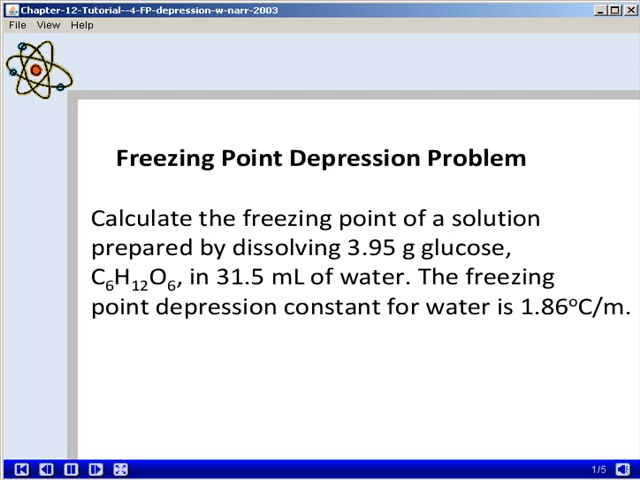 Chapter-12-Tutorial--4-FP-depression-w-narr-2003
File View Help
Freezing Point Depression Problem
Calculate the freezing point of a solution
prepared by dissolving 3.95 g glucose,
C₆H₁₂O₆, in 31.5 mL of water. The freezing
point depression constant for water is 1.86°C/m.
1/5